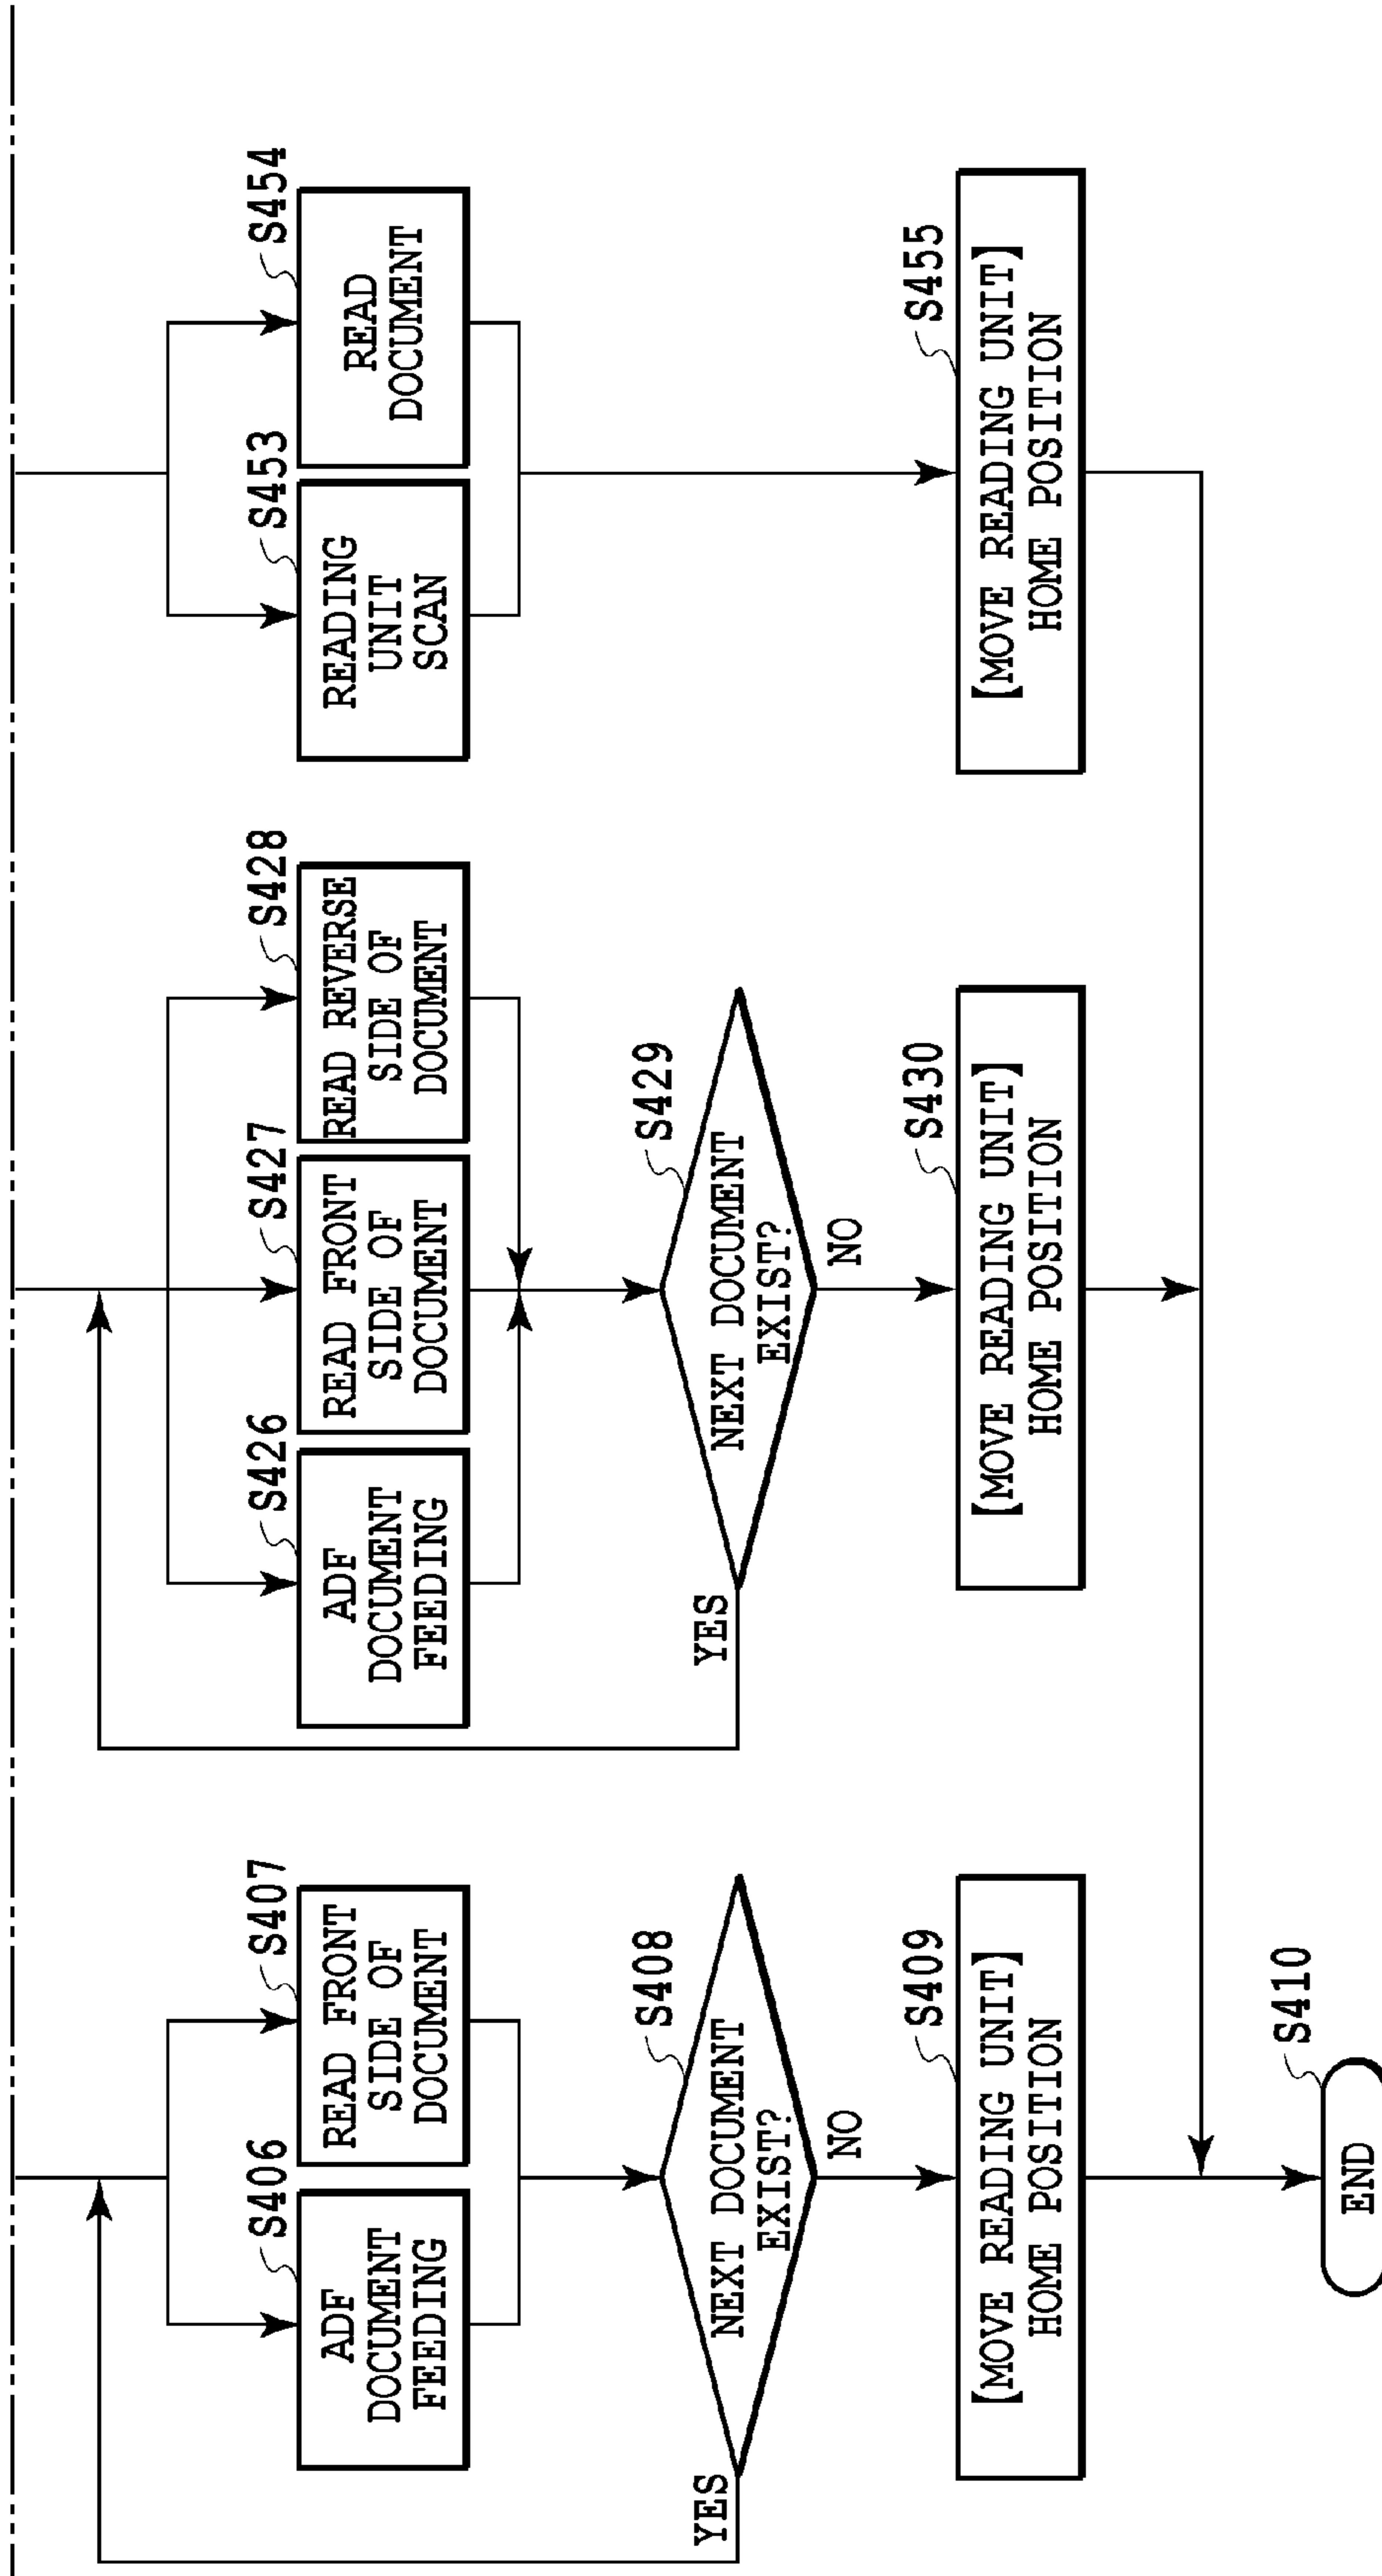 S406
ADF
DOCUMENT
FEEDING
S407
READ FRONT
SIDE OF
DOCUMENT
S408
NEXT DOCUMENT
EXIST?
YES
NO
S409
【MOVE READING UNIT】
HOME POSITION
S410
END
S426
ADF
DOCUMENT
FEEDING
S427
READ FRONT
SIDE OF
DOCUMENT
S428
READ REVERSE
SIDE OF
DOCUMENT
S429
NEXT DOCUMENT
EXIST?
YES
NO
S430
【MOVE READING UNIT】
HOME POSITION
S453
READING
UNIT
SCAN
S454
READ
DOCUMENT
S455
【MOVE READING UNIT】
HOME POSITION